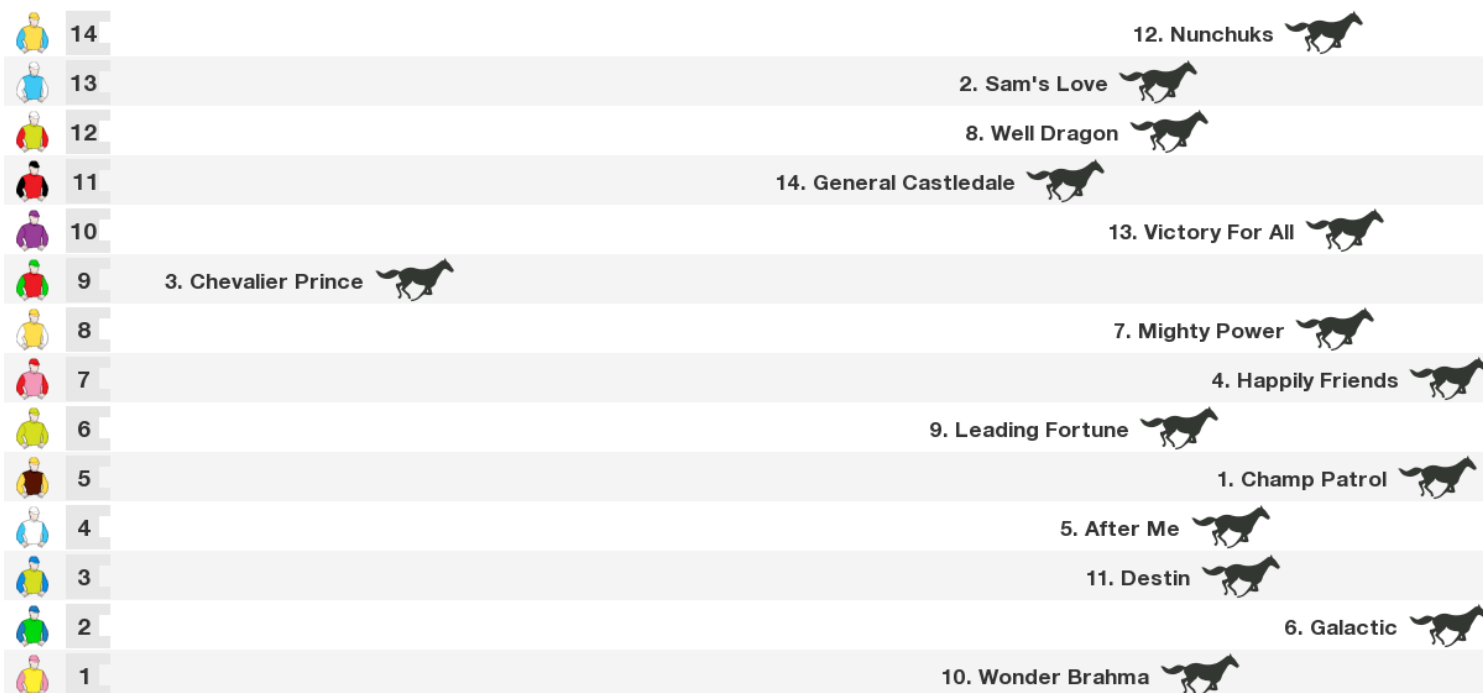 14 12. Nunchuks
13 2. Sam's Love
12 8. Well Dragon
11 14. General Castledale
10 13. Victory For All
9 3. Chevalier Prince
8 7. Mighty Power
7 4. Happily Friends
6 9. Leading Fortune
5 1. Champ Patrol
4 5. After Me
3 11. Destin
2 6. Galactic
1 10. Wonder Brahma